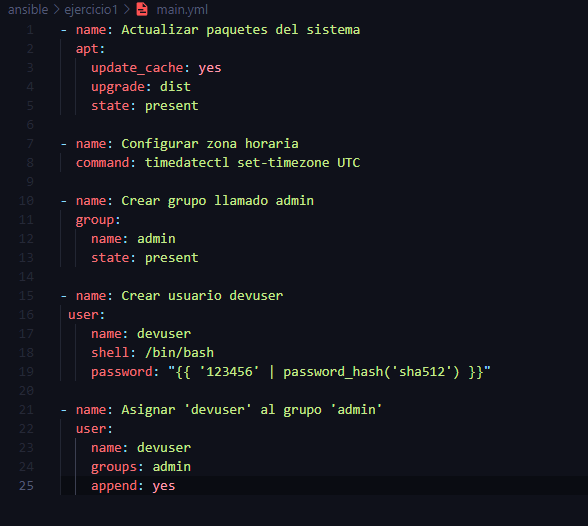 ansible > ejercicio1 > main.yml
1 - name: Actualizar paquetes del sistema
2   apt:
3     update_cache: yes
4     upgrade: dist
5     state: present
6
7 - name: Configurar zona horaria
8   command: timedatectl set-timezone UTC
9
10 - name: Crear grupo llamado admin
11   group:
12     name: admin
13     state: present
14
15 - name: Crear usuario devuser
16  user:
17     name: devuser
18     shell: /bin/bash
19     password: "{{ '123456' | password_hash('sha512') }}"
20
21 - name: Asignar 'devuser' al grupo 'admin'
22   user:
23     name: devuser
24     groups: admin
25     append: yes